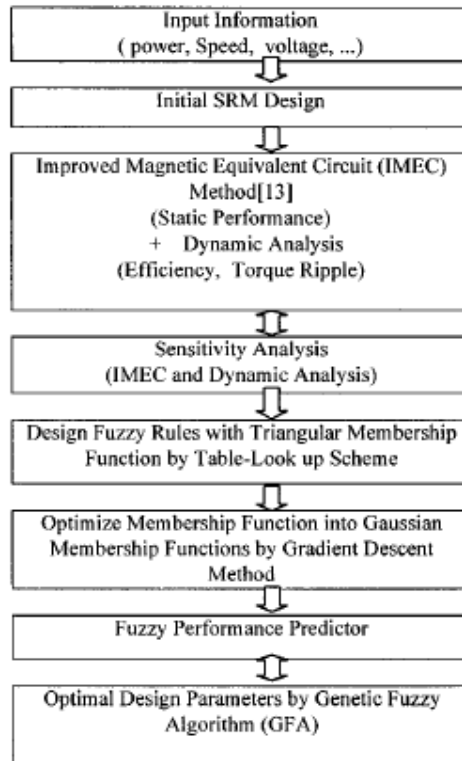 Input Information
( power, Speed, voltage, ...)
Initial SRM Design
Improved Magnetic Equivalent Circuit (IMEC)
Method[13]
(Static Performance)
+ Dynamic Analysis
(Efficiency, Torque Ripple)
Sensitivity Analysis
(IMEC and Dynamic Analysis)
Design Fuzzy Rules with Triangular Membership
Function by Table-Look up Scheme
Optimize Membership Function into Gaussian
Membership Functions by Gradient Descent
Method
Fuzzy Performance Predictor
Optimal Design Parameters by Genetic Fuzzy
Algorithm (GFA)